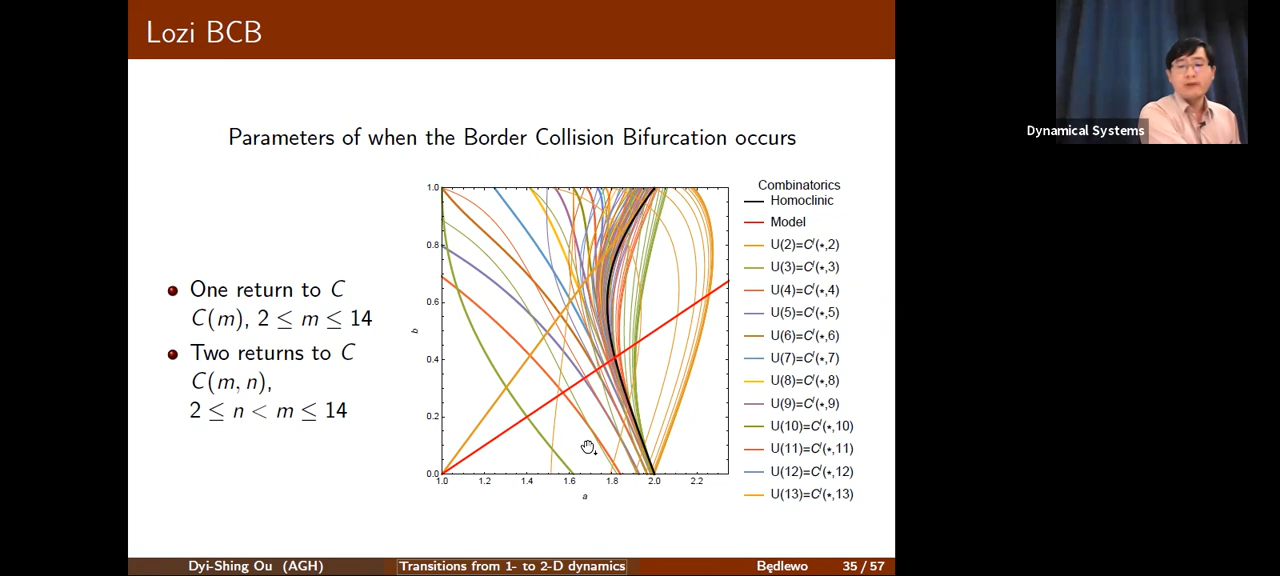 Lozi BCB
Dynamical Systems
Parameters of when the Border Collision Bifurcation occurs
One return to C
C(m), 2 ≤ m ≤ 14
Two returns to C
C(m, n),
2 ≤ n < m ≤ 14
1.0
0.8
0.6
0.4
0.2
0.0
b
1.0 1.2 1.4 1.6 1.8 2.0 2.2
a
Combinatorics
Homoclinic
Model
U(2)=C^l(⋆,2)
U(3)=C^l(⋆,3)
U(4)=C^l(⋆,4)
U(5)=C^l(⋆,5)
U(6)=C^l(⋆,6)
U(7)=C^l(⋆,7)
U(8)=C^l(⋆,8)
U(9)=C^l(⋆,9)
U(10)=C^l(⋆,10)
U(11)=C^l(⋆,11)
U(12)=C^l(⋆,12)
U(13)=C^l(⋆,13)
Dyi-Shing Ou (AGH) Transitions from 1- to 2-D dynamics Będlewo 35 / 57